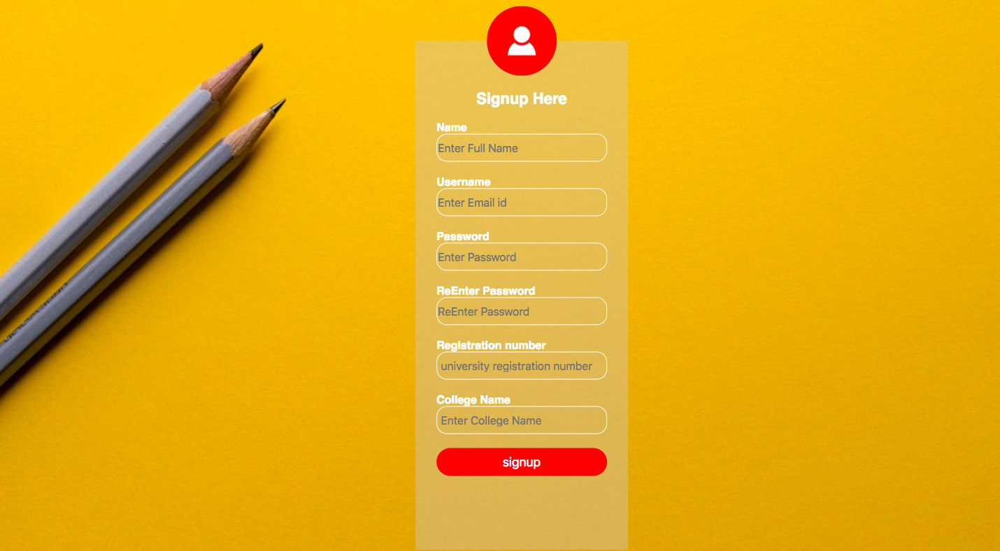 Signup Here
Name
Enter Full Name
Username
Enter Email id
Password
Enter Password
ReEnter Password
ReEnter Password
Registration number
university registration number
College Name
Enter College Name
signup